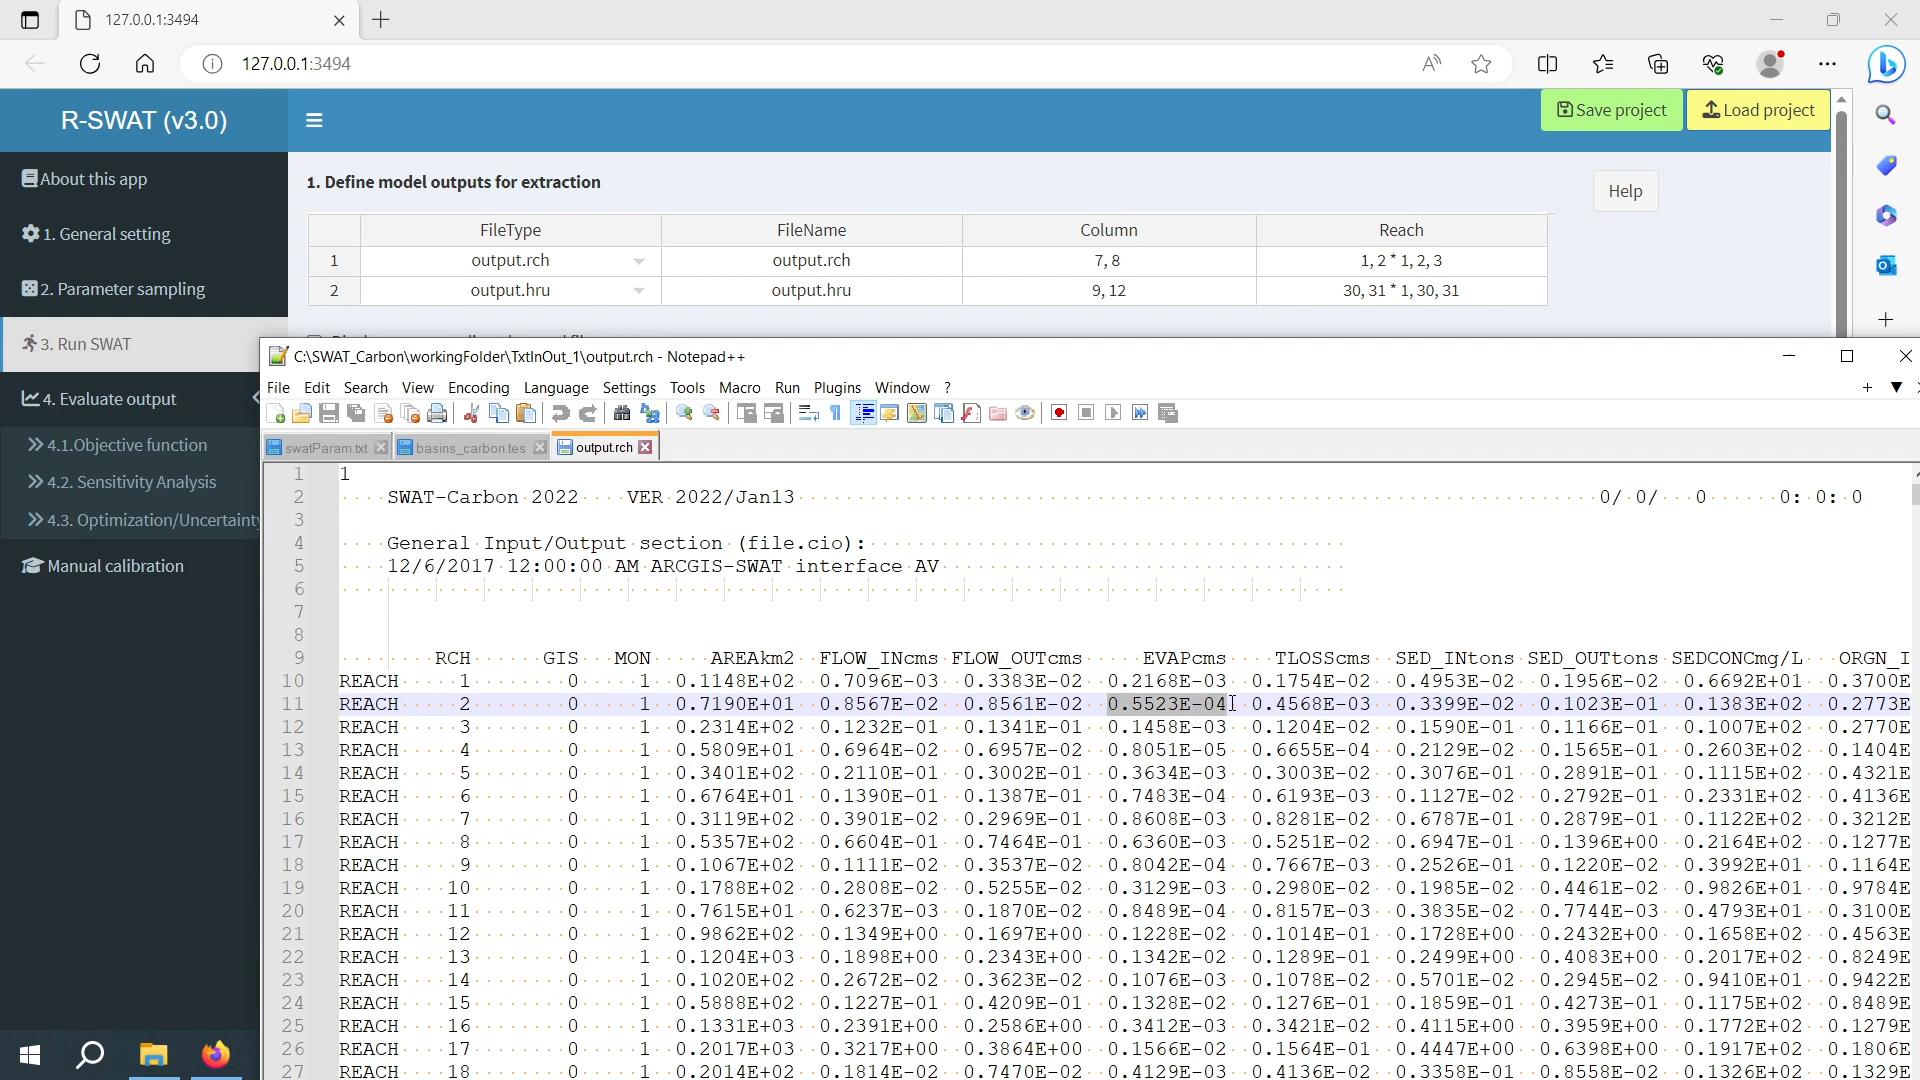 127.0.0.1:3494
127.0.0.1:3494
R-SWAT (v3.0)
Save project
Load project
About this app
1. General setting
2. Parameter sampling
3. Run SWAT
4. Evaluate output
4.1.Objective function
4.2. Sensitivity Analysis
4.3. Optimization/Uncertainty
Manual calibration
1. Define model outputs for extraction
Help
FileType FileName Column Reach
1 output.rch output.rch 7, 8 1, 2 * 1, 2, 3
2 output.hru output.hru 9, 12 30, 31 * 1, 30, 31
C:\SWAT_Carbon\workingFolder\TxtInOut_1\output.rch - Notepad++
File Edit Search View Encoding Language Settings Tools Macro Run Plugins Window ?
swatParam.txt basins_carbon.tes output.rch
1 1
2 SWAT-Carbon 2022 VER 2022/Jan13 0/ 0/ 0 0: 0: 0
3
4 General Input/Output section (file.cio):
5 12/6/2017 12:00:00 AM ARCGIS-SWAT interface AV
6
7
8
9 RCH GIS MON AREAkm2 FLOW_INcms FLOW_OUTcms EVAPcms TLOSScms SED_INtons SED_OUTtons SEDCONCmg/L ORGN_I
10 REACH 1 0 1 0.1148E+02 0.7096E-03 0.3383E-02 0.2168E-03 0.1754E-02 0.4953E-02 0.1956E-02 0.6692E+01 0.3700E
11 REACH 2 0 1 0.7190E+01 0.8567E-02 0.8561E-02 0.5523E-04 0.4568E-03 0.3399E-02 0.1023E-01 0.1383E+02 0.2773E
12 REACH 3 0 1 0.2314E+02 0.1232E-01 0.1341E-01 0.1458E-03 0.1204E-02 0.1590E-01 0.1166E-01 0.1007E+02 0.2770E
13 REACH 4 0 1 0.5809E+01 0.6964E-02 0.6957E-02 0.8051E-05 0.6655E-04 0.2129E-02 0.1565E-01 0.2603E+02 0.1404E
14 REACH 5 0 1 0.3401E+02 0.2110E-01 0.3002E-01 0.3634E-03 0.3003E-02 0.3076E-01 0.2891E-01 0.1115E+02 0.4321E
15 REACH 6 0 1 0.6764E+01 0.1390E-01 0.1387E-01 0.7483E-04 0.6193E-03 0.1127E-02 0.2792E-01 0.2331E+02 0.4136E
16 REACH 7 0 1 0.3119E+02 0.3901E-02 0.2969E-01 0.8608E-03 0.8281E-02 0.6787E-01 0.2879E-01 0.1122E+02 0.3212E
17 REACH 8 0 1 0.5357E+02 0.6604E-01 0.7464E-01 0.6360E-03 0.5251E-02 0.6947E-01 0.1396E+00 0.2164E+02 0.1277E
18 REACH 9 0 1 0.1067E+02 0.1111E-02 0.3537E-02 0.8042E-04 0.7667E-03 0.2526E-01 0.1220E-02 0.3992E+01 0.1164E
19 REACH 10 0 1 0.1788E+02 0.2808E-02 0.5255E-02 0.3129E-03 0.2980E-02 0.1985E-02 0.4461E-02 0.9826E+01 0.9784E
20 REACH 11 0 1 0.7615E+01 0.6237E-03 0.1870E-02 0.8489E-04 0.8157E-03 0.3835E-02 0.7744E-03 0.4793E+01 0.3100E
21 REACH 12 0 1 0.9862E+02 0.1349E+00 0.1697E+00 0.1228E-02 0.1014E-01 0.1728E+00 0.2432E+00 0.1658E+02 0.4563E
22 REACH 13 0 1 0.1204E+03 0.1898E+00 0.2343E+00 0.1342E-02 0.1289E-01 0.2499E+00 0.4083E+00 0.2017E+02 0.8249E
23 REACH 14 0 1 0.1020E+02 0.2672E-02 0.3623E-02 0.1076E-03 0.1078E-02 0.5701E-02 0.2945E-02 0.9410E+01 0.9422E
24 REACH 15 0 1 0.5888E+02 0.1227E-01 0.4209E-01 0.1328E-02 0.1276E-01 0.1859E-01 0.4273E-01 0.1175E+02 0.8489E
25 REACH 16 0 1 0.1331E+03 0.2391E+00 0.2586E+00 0.3412E-03 0.3421E-02 0.4115E+00 0.3959E+00 0.1772E+02 0.1279E
26 REACH 17 0 1 0.2017E+03 0.3217E+00 0.3864E+00 0.1566E-02 0.1564E-01 0.4447E+00 0.6398E+00 0.1917E+02 0.1806E
27 REACH 18 0 1 0.2014E+02 0.1814E-02 0.7470E-02 0.4129E-03 0.4136E-02 0.3358E-01 0.8558E-02 0.1326E+02 0.1329E